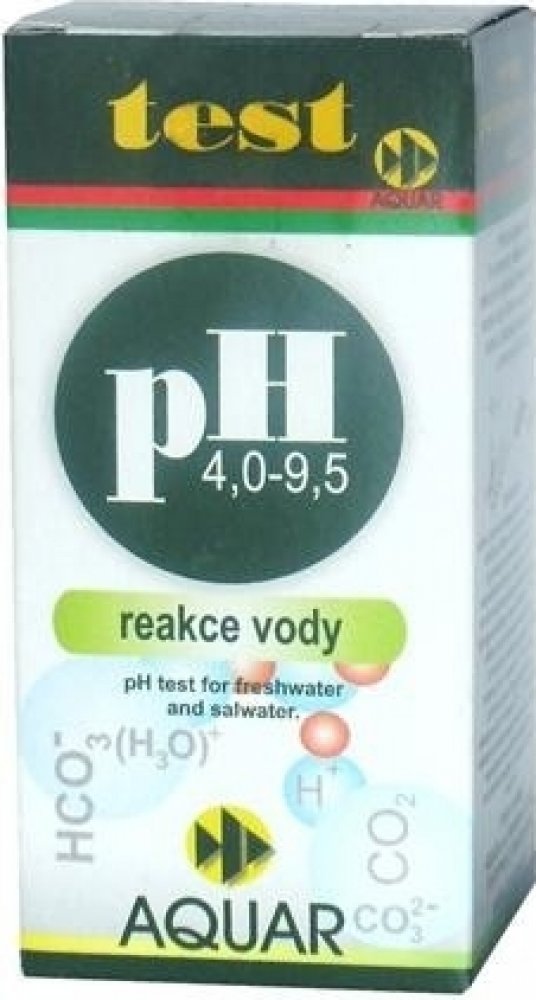 test
AQUAR
pH
4,0-9,5
reakce vody
pH test for freshwater
and salwater.
HCO₃⁻
(H₃O)⁺
H⁺
CO₂
CO₃²⁻
AQUAR